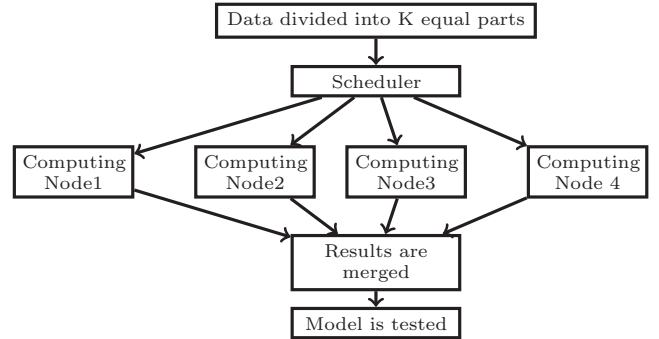 Data divided into K equal parts
Scheduler
Computing
Node1
Computing
Node2
Computing
Node3
Computing
Node 4
Results are
merged
Model is tested